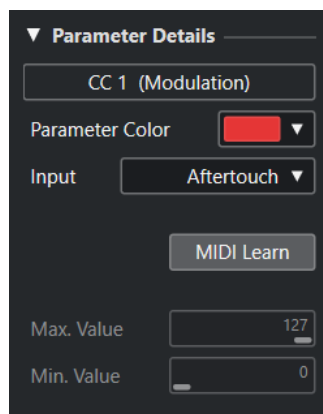 ▼ Parameter Details
CC 1 (Modulation)
Parameter Color ▼
Input Aftertouch ▼
MIDI Learn
Max. Value 127
Min. Value 0